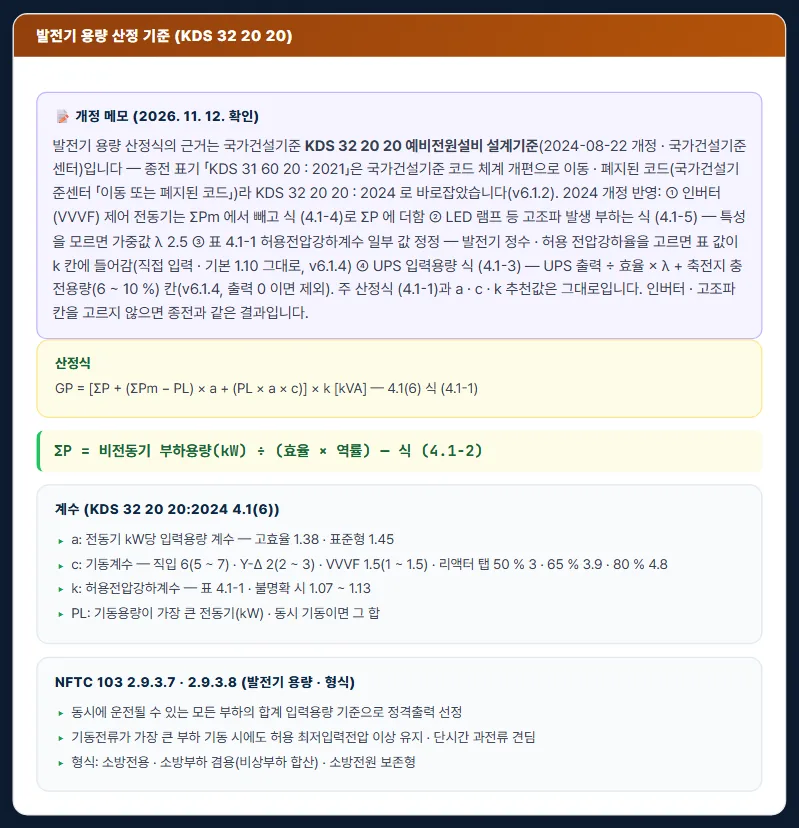 발전기 용량 산정 기준 (KDS 32 20 20)
📝 개정 메모 (2026. 11. 12. 확인)
발전기 용량 산정식의 근거는 국가건설기준 KDS 32 20 20 예비전원설비 설계기준(2024-08-22 개정 · 국가건설기준
센터)입니다 — 종전 표기 「KDS 31 60 20 : 2021」은 국가건설기준 코드 체계 개편으로 이동 · 폐지된 코드(국가건설기
준센터 「이동 또는 폐지된 코드」)라 KDS 32 20 20 : 2024 로 바로잡았습니다(v6.1.2). 2024 개정 반영: ① 인버터
(VVVF) 제어 전동기는 ΣPm 에서 빼고 식 (4.1-4)로 ΣP 에 더함 ② LED 램프 등 고조파 발생 부하는 식 (4.1-5) — 특성
을 모르면 가중값 λ 2.5 ③ 표 4.1-1 허용전압강하계수 일부 값 정정 — 발전기 정수 · 허용 전압강하율을 고르면 표 값이
k 칸에 들어감(직접 입력 · 기본 1.10 그대로, v6.1.4) ④ UPS 입력용량 식 (4.1-3) — UPS 출력 ÷ 효율 × λ + 축전지 충
전용량(6 ~ 10 %) 칸(v6.1.4, 출력 0 이면 제외). 주 산정식 (4.1-1)과 a · c · k 추천값은 그대로입니다. 인버터 · 고조파
칸을 고르지 않으면 종전과 같은 결과입니다.
산정식
GP = [ΣP + (ΣPm − PL) × a + (PL × a × c)] × k [kVA] — 4.1(6) 식 (4.1-1)
ΣP = 비전동기 부하용량(kW) ÷ (효율 × 역률) — 식 (4.1-2)
계수 (KDS 32 20 20:2024 4.1(6))
▸ a: 전동기 kW당 입력용량 계수 — 고효율 1.38 · 표준형 1.45
▸ c: 기동계수 — 직입 6(5 ~ 7) · Y-Δ 2(2 ~ 3) · VVVF 1.5(1 ~ 1.5) · 리액터 탭 50 % 3 · 65 % 3.9 · 80 % 4.8
▸ k: 허용전압강하계수 — 표 4.1-1 · 불명확 시 1.07 ~ 1.13
▸ PL: 기동용량이 가장 큰 전동기(kW) · 동시 기동이면 그 합
NFTC 103 2.9.3.7 · 2.9.3.8 (발전기 용량 · 형식)
▸ 동시에 운전될 수 있는 모든 부하의 합계 입력용량 기준으로 정격출력 선정
▸ 기동전류가 가장 큰 부하 기동 시에도 허용 최저입력전압 이상 유지 · 단시간 과전류 견딤
▸ 형식: 소방전용 · 소방부하 겸용(비상부하 합산) · 소방전원 보존형